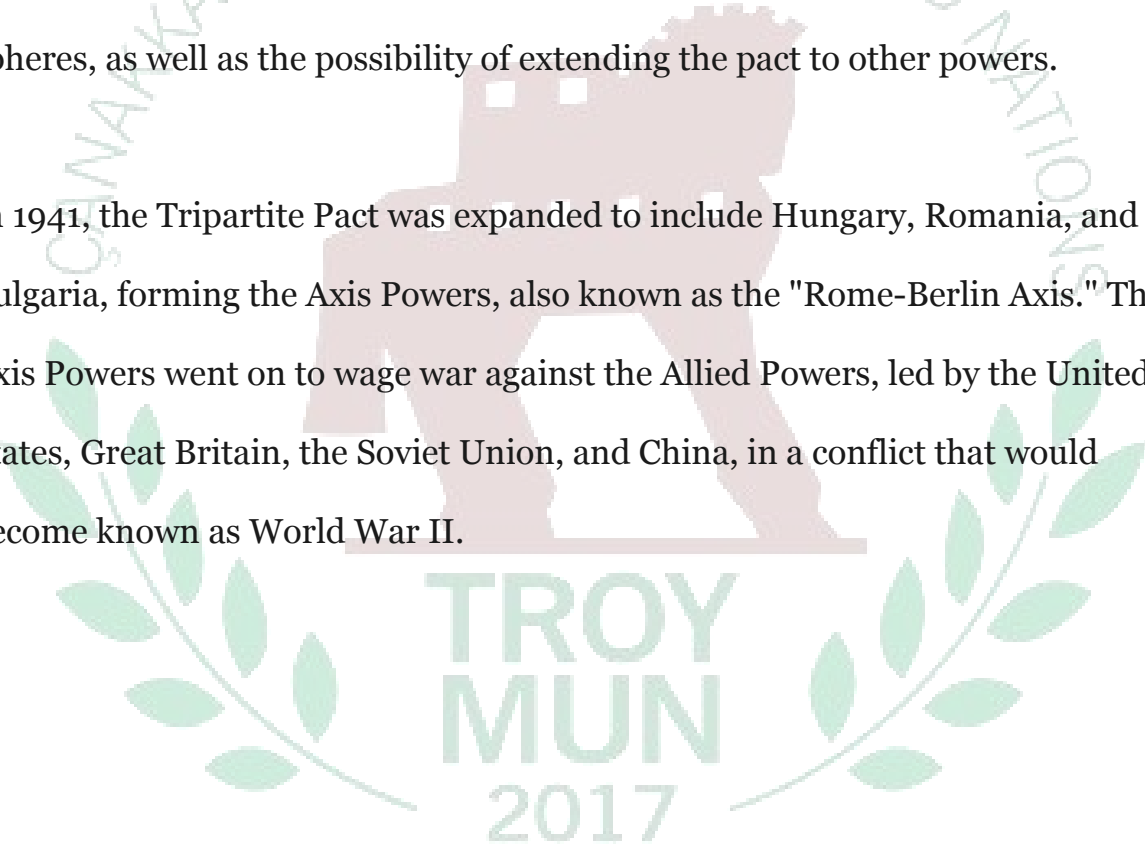 pheres, as well as the possibility of extending the pact to other powers.
n 1941, the Tripartite Pact was expanded to include Hungary, Romania, and
ulgaria, forming the Axis Powers, also known as the "Rome-Berlin Axis." Th
xis Powers went on to wage war against the Allied Powers, led by the United
tates, Great Britain, the Soviet Union, and China, in a conflict that would
ecome known as World War II.
TROY
MUN
2017